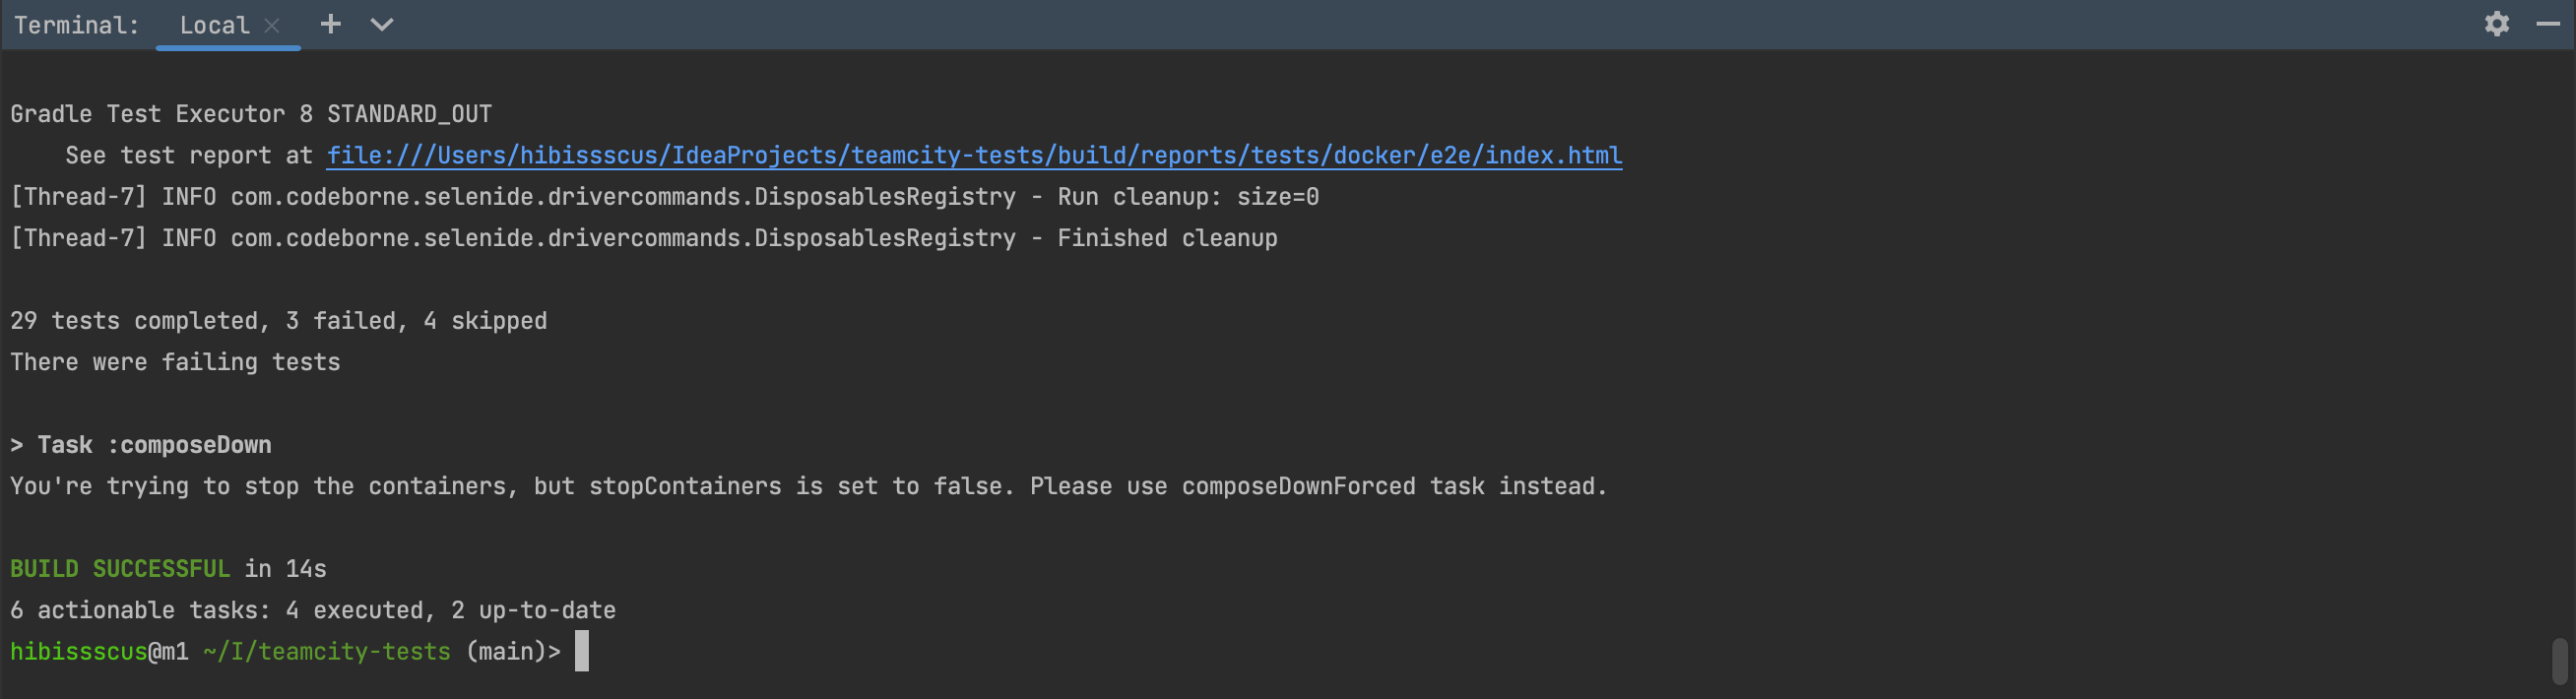 Terminal: Local
Gradle Test Executor 8 STANDARD_OUT
See test report at file:///Users/hibissscus/IdeaProjects/teamcity-tests/build/reports/tests/docker/e2e/index.html
[Thread-7] INFO com.codeborne.selenide.drivercommands.DisposablesRegistry - Run cleanup: size=0
[Thread-7] INFO com.codeborne.selenide.drivercommands.DisposablesRegistry - Finished cleanup
29 tests completed, 3 failed, 4 skipped
There were failing tests
> Task :composeDown
You're trying to stop the containers, but stopContainers is set to false. Please use composeDownForced task instead.
BUILD SUCCESSFUL in 14s
6 actionable tasks: 4 executed, 2 up-to-date
hibissscus@m1 ~/I/teamcity-tests (main)>